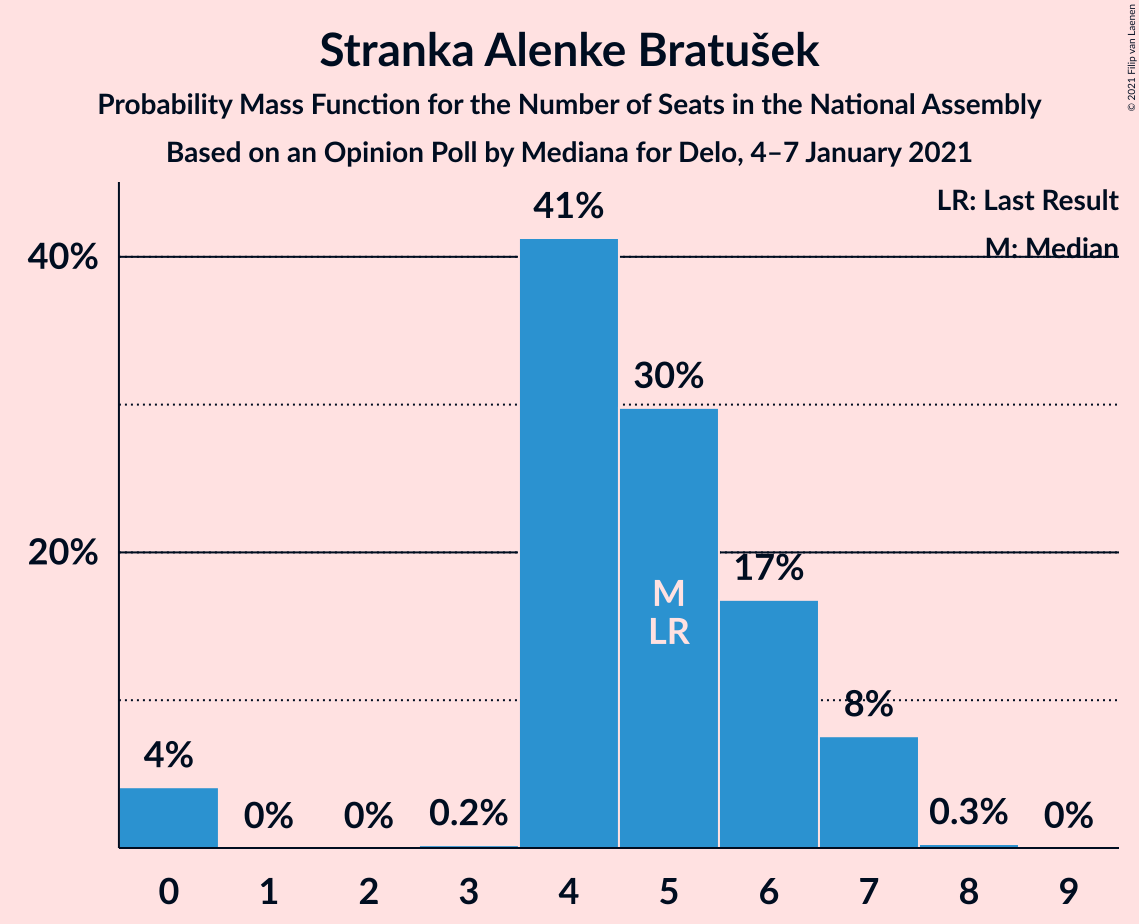 Stranka Alenke Bratušek
Probability Mass Function for the Number of Seats in the National Assembly
Based on an Opinion Poll by Mediana for Delo, 4–7 January 2021
© 2021 Filip van Laenen
LR: Last Result
M: Median
40%
20%
4%
0%
0%
0.2%
41%
30%
17%
8%
0.3%
0%
M
LR
0 1 2 3 4 5 6 7 8 9